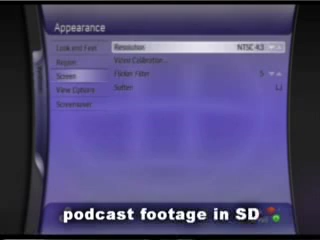 Appearance
Look and Feel
Resolution NTSC 4:3
Region
Video Calibration...
Screen
Flicker Filter 5
View Options
Soften
Screensaver
podcast footage in SD